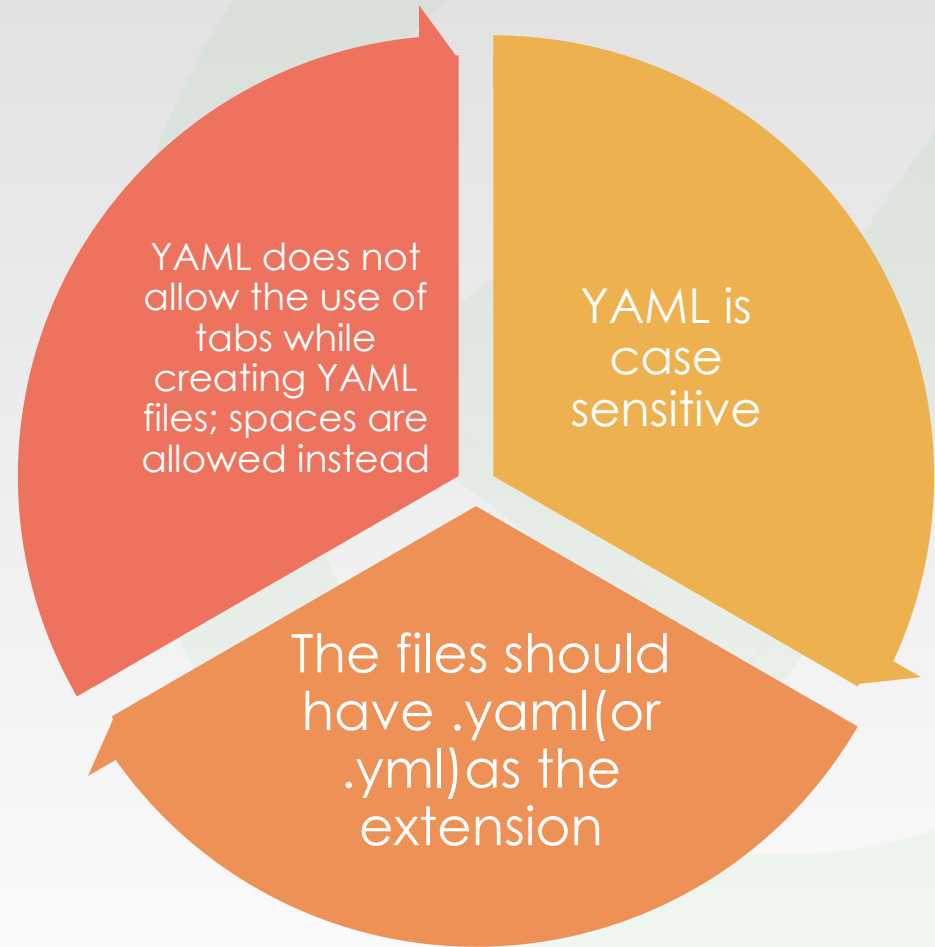 YAML is
case
sensitive
The files should
have .yaml(or
.yml)as the
extension
YAML does not
allow the use of
tabs while
creating YAML
files; spaces are
allowed instead